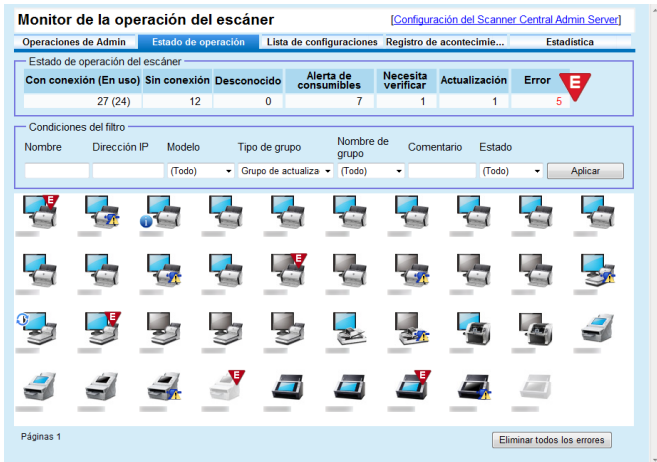 Monitor de la operación del escáner
[Configuración del Scanner Central Admin Server]
Operaciones de Admin Estado de operación Lista de configuraciones Registro de acontecimie... Estadística
Estado de operación del escáner
Con conexión (En uso) Sin conexión Desconocido Alerta de consumibles Necesita verificar Actualización Error E
27 (24) 12 0 7 1 1 5
Condiciones del filtro
Nombre Dirección IP Modelo Tipo de grupo Nombre de grupo Comentario Estado
(Todo) Grupo de actualiza (Todo) (Todo) Aplicar
E
E
E
E E
Páginas 1
Eliminar todos los errores